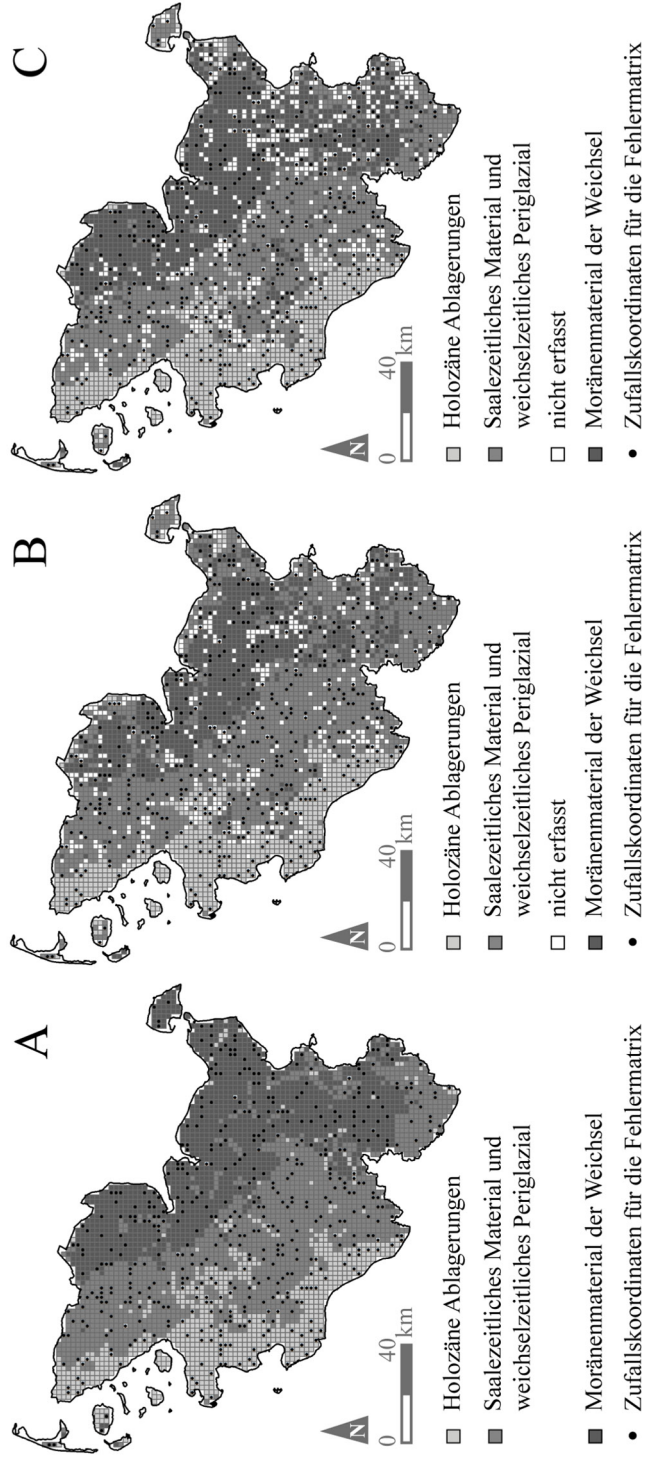 A
N
0
40
km
Holozäne Ablagerungen
Saalezeitliches Material und
weichselzeitliches Periglazial
Moränenmaterial der Weichsel
Zufallskoordinaten für die Fehlermatrix
B
N
0
40
km
Holozäne Ablagerungen
Saalezeitliches Material und
weichselzeitliches Periglazial
nicht erfasst
Moränenmaterial der Weichsel
Zufallskoordinaten für die Fehlermatrix
C
N
0
40
km
Holozäne Ablagerungen
Saalezeitliches Material und
weichselzeitliches Periglazial
nicht erfasst
Moränenmaterial der Weichsel
Zufallskoordinaten für die Fehlermatrix